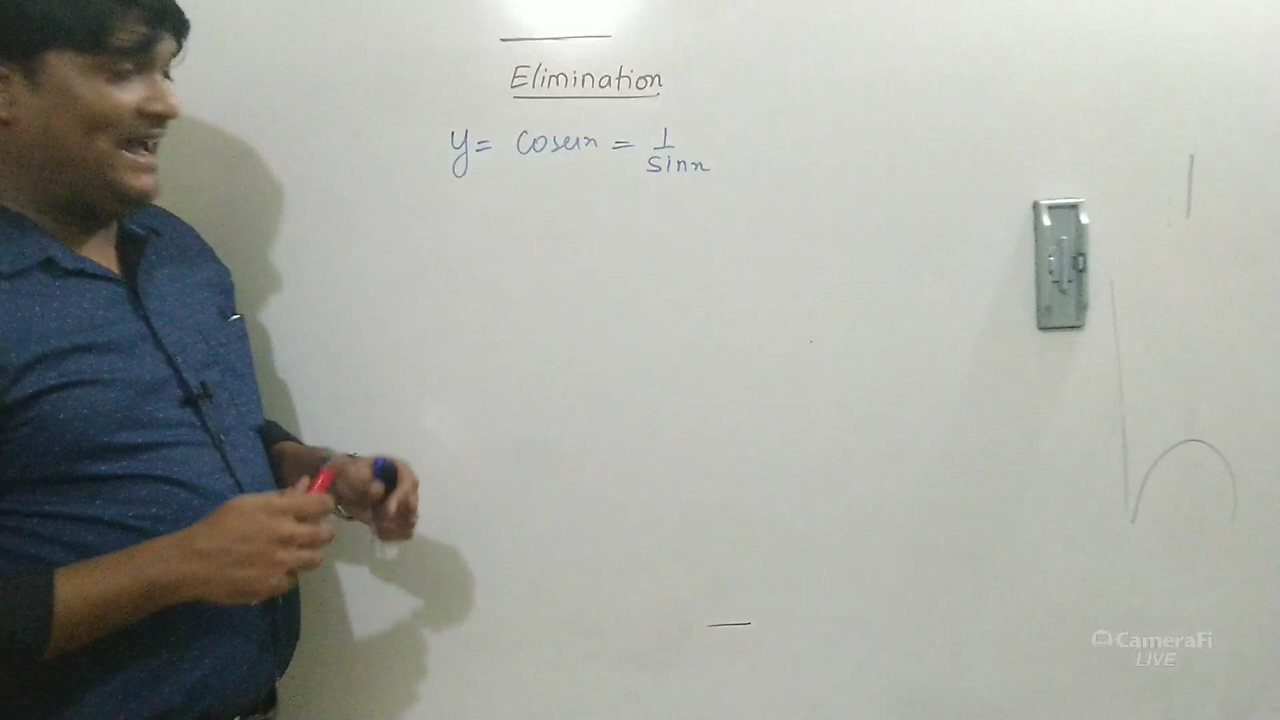 Elimination
y = cosecx = 1/sinx
CameraFi
LIVE